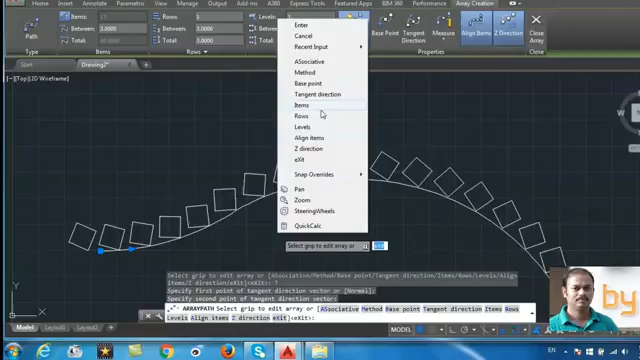 Home Insert Annotate Parametric View Manage Output Add-ins A360 Express Tools Featured Apps BIM 360 Performance Array Creation
Items: 17 Rows: 1 Levels: 1
Between: 3.0000 Between: 3.0000
Total: Total: 3.0000
Path
Base Point
Tangent Direction
Align Items
Z Direction
Close Array
Items
Rows
Properties
Close
Start Drawing2*
[−][Top][2D Wireframe]
Enter
Cancel
Recent Input
ASsociative
Method
Base point
Tangent direction
Items
Rows
Levels
Align items
Z direction
eXit
Snap Overrides
Pan
Zoom
SteeringWheels
QuickCalc
Select grip to edit array or
eXit
Select grip to edit array or [ASsociative/Method/Base point/Tangent direction/Items/Rows/Levels/Align
items/Z direction/eXit]<eXit>: T
Specify first point of tangent direction vector or [Normal]:
Specify second point of tangent direction vector:
ARRAYPATH Select grip to edit array or [ASsociative Method Base point Tangent direction Items Rows
Levels Align items Z direction eXit]<eXit>:
Y
X
by
Model Layout1 Layout2
MODEL
EN